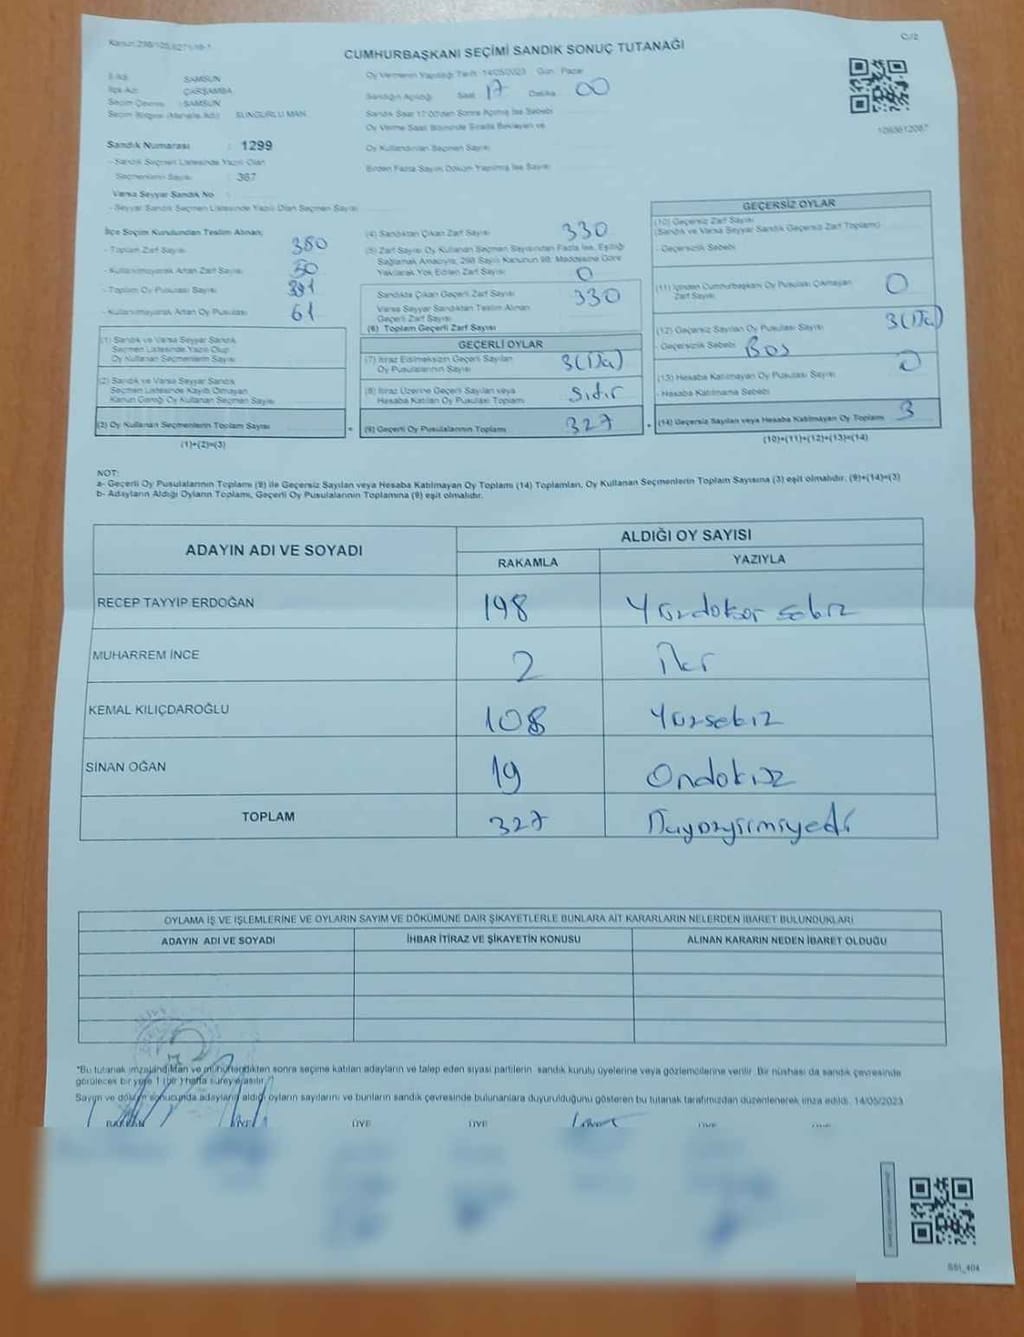 C./2
CUMHURBAŞKANI SEÇİMİ SANDIK SONUÇ TUTANAĞI
İli Adı : SAMSUN
İlçe Adı : ÇARŞAMBA
Seçim Çevresi : SAMSUN
Seçim Bölgesi (Mahalle Adı) : SUNGURLU MAH.
Sandık Numarası : 1299
- Sandık Seçmen Listesinde Yazılı Olan
Seçmenlerin Sayısı : 367
Varsa Seyyar Sandık No :
- Seyyar Sandık Seçmen Listesinde Yazılı Olan Seçmen Sayısı
Oy Vermenin Yapıldığı Tarih : 14/05/2023 Gün : Pazar
Sandığın Açıldığı Saat 17 Dakika 00
Sandık Saat 17:00'den Sonra Açılmış İse Sebebi
Oy Verme Saati Bitiminde Sırada Bekleyen ve
Oy Kullandırılan Seçmen Sayısı
Birden Fazla Sayım Döküm Yapılmış İse Sayısı
İlçe Seçim Kurulundan Teslim Alınan;
- Toplam Zarf Sayısı 380
- Kullanılmayarak Artan Zarf Sayısı 50
- Toplam Oy Pusulası Sayısı 391
- Kullanılmayarak Artan Oy Pusulası 61
(1) Sandık ve Varsa Seyyar Sandık
Seçmen Listesinde Yazılı Olup
Oy Kullanan Seçmenlerin Sayısı
(2) Sandık ve Varsa Seyyar Sandık
Seçmen Listesinde Kayıtlı Olmayan
Kanun Gereği Oy Kullanan Seçmen Sayısı
(3) Oy Kullanan Seçmenlerin Toplam Sayısı
(1)+(2)=(3)
(4) Sandıktan Çıkan Zarf Sayısı 330
(5) Zarf Sayısı Oy Kullanan Seçmen Sayısından Fazla İse, Eşitliği
Sağlamak Amacıyla, 298 Sayılı Kanunun 98. Maddesine Göre
Yakılarak Yok Edilen Zarf Sayısı 0
Sandıkta Çıkan Geçerli Zarf Sayısı 330
Varsa Seyyar Sandıktan Teslim Alınan
Geçerli Zarf Sayısı
(6) Toplam Geçerli Zarf Sayısı
GEÇERLİ OYLAR
(7) İtiraz Edilmeksizin Geçerli Sayılan
Oy Pusulalarının Sayısı
(8) İtiraz Üzerine Geçerli Sayılan veya
Hesaba Katılan Oy Pusulası Toplamı Sıfır
(9) Geçerli Oy Pusulalarının Toplamı 327
GEÇERSİZ OYLAR
(10) Geçersiz Zarf Sayısı
(Sandık ve Varsa Seyyar Sandık Geçersiz Zarf Toplamı)
- Geçersizlik Sebebi
(11) İçinden Cumhurbaşkanı Oy Pusulası Çıkmayan
Zarf Sayısı 0
(12) Geçersiz Sayılan Oy Pusulası Sayısı
- Geçersizlik Sebebi Boş
(13) Hesaba Katılmayan Oy Pusulası Sayısı 0
- Hesaba Katılmama Sebebi
(14) Geçersiz Sayılan veya Hesaba Katılmayan Oy Toplamı 3
(10)+(11)+(12)+(13)=(14)
NOT:
a- Geçerli Oy Pusulalarının Toplamı (9) ile Geçersiz Sayılan veya Hesaba Katılmayan Oy Toplamı (14) Toplamları, Oy Kullanan Seçmenlerin Toplam Sayısına (3) eşit olmalıdır. (9)+(14)=(3)
b- Adayların Aldığı Oyların Toplamı, Geçerli Oy Pusulalarının Toplamına (9) eşit olmalıdır.
ADAYIN ADI VE SOYADI ALDIĞI OY SAYISI
RAKAMLA YAZIYLA
RECEP TAYYİP ERDOĞAN 198 Yüzdoksan sekiz
MUHARREM İNCE 2 İki
KEMAL KILIÇDAROĞLU 108 Yüzsekiz
SİNAN OĞAN 19 Ondokuz
TOPLAM 327 Üçyüzyirmiyedi
OYLAMA İŞ VE İŞLEMLERİNE VE OYLARIN SAYIM VE DÖKÜMÜNE DAİR ŞİKAYETLERLE BUNLARA AİT KARARLARIN NELERDEN İBARET BULUNDUKLARI
ADAYIN ADI VE SOYADI İHBAR İTİRAZ VE ŞİKAYETİN KONUSU ALINAN KARARIN NEDEN İBARET OLDUĞU
"Bu tutanak imzalandıktan ve mühürlendikten sonra seçime katılan adayların ve talep eden siyasi partilerin, sandık kurulu üyelerine veya gözlemcilerine verilir. Bir nüshası da sandık çevresinde
görülecek bir yere 1 (bir) hafta süreyle asılır.
Sayım ve döküm sonucunda adayların aldığı oyların sayılarını ve bunların sandık çevresinde bulunanlara duyurulduğunu gösteren bu tutanak tarafımızdan düzenlenerek imza edildi. 14/05/2023
BAŞKAN ÜYE ÜYE ÜYE
SSI_404